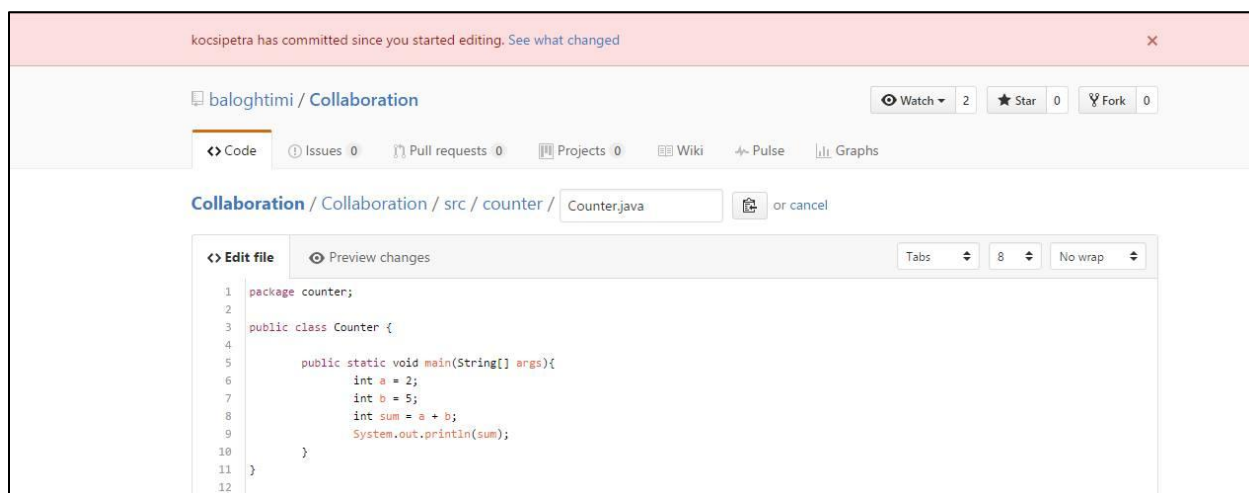 kocsipetra has committed since you started editing. See what changed ×
baloghtimi / Collaboration
Watch 2 Star 0 Fork 0
<> Code Issues 0 Pull requests 0 Projects 0 Wiki Pulse Graphs
Collaboration / Collaboration / src / counter / Counter.java or cancel
<> Edit file Preview changes Tabs 8 No wrap
1 package counter;
2
3 public class Counter {
4
5 public static void main(String[] args){
6 int a = 2;
7 int b = 5;
8 int sum = a + b;
9 System.out.println(sum);
10 }
11 }
12